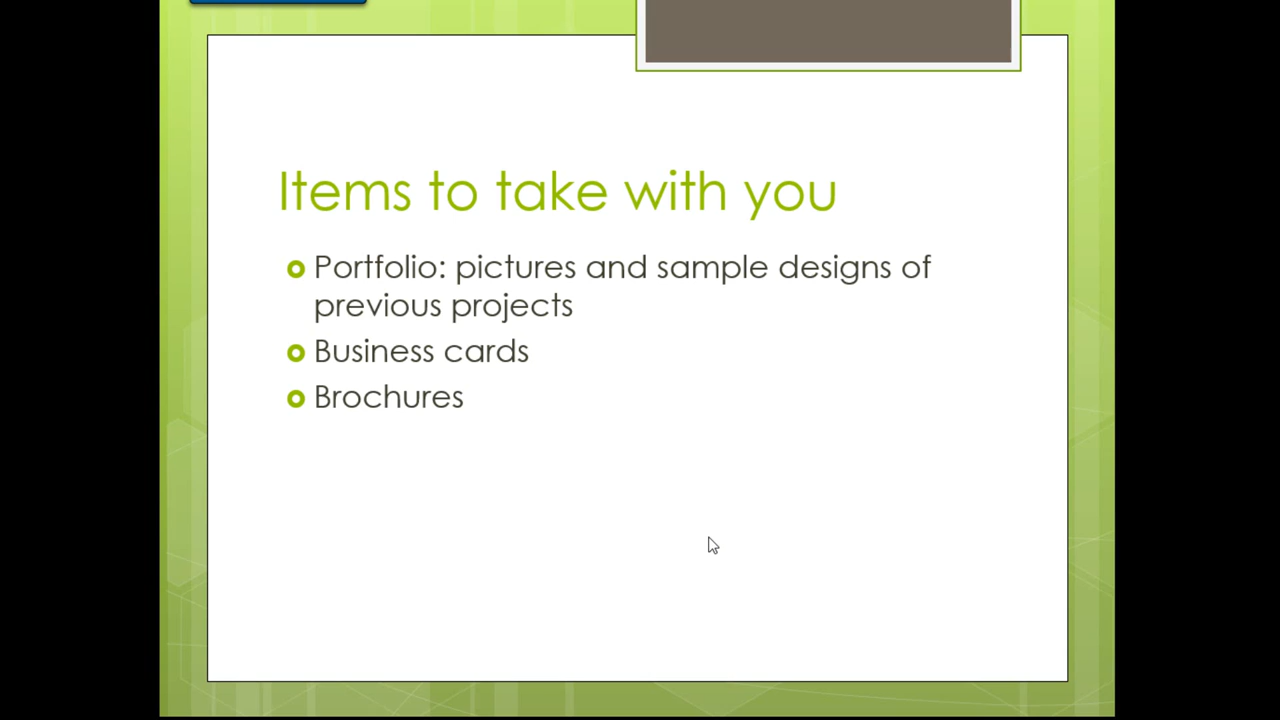 Items to take with you
Portfolio: pictures and sample designs of
previous projects
Business cards
Brochures